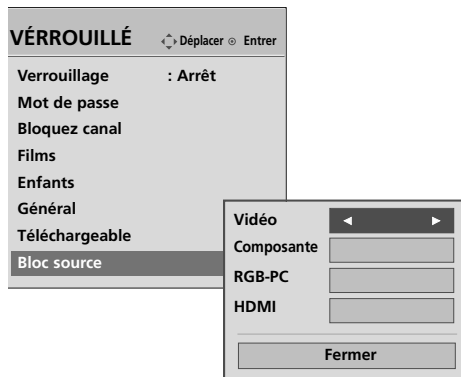 VÉRROUILLÉ Déplacer Entrer
Verrouillage : Arrêt
Mot de passe
Bloquez canal
Films
Enfants
Général
Téléchargeable
Bloc source
Vidéo
Composante
RGB-PC
HDMI
Fermer